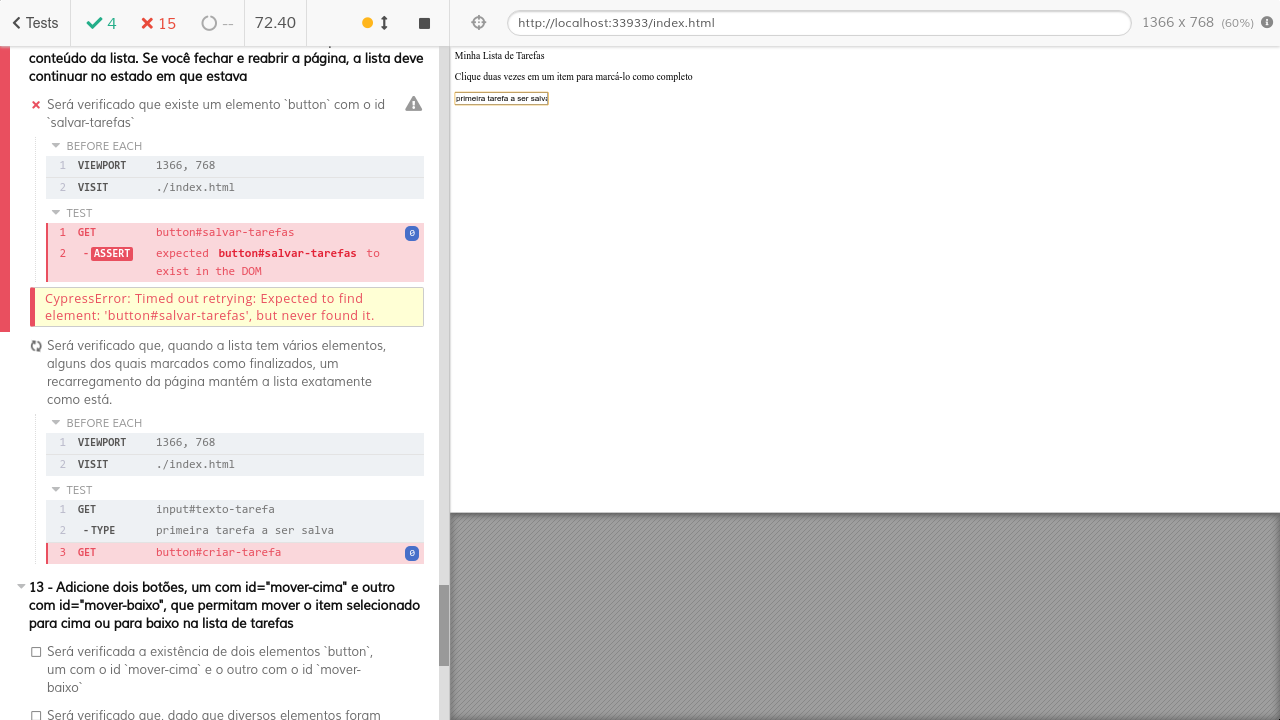 Tests
4
15
--
72.40
http://localhost:33933/index.html
1366 x 768 (60%)
conteúdo da lista. Se você fechar e reabrir a página, a lista deve
continuar no estado em que estava
Será verificado que existe um elemento `button` com o id
`salvar-tarefas`
BEFORE EACH
1 VIEWPORT 1366, 768
2 VISIT ./index.html
TEST
1 GET button#salvar-tarefas 0
2 - ASSERT expected button#salvar-tarefas to
exist in the DOM
CypressError: Timed out retrying: Expected to find
element: 'button#salvar-tarefas', but never found it.
Será verificado que, quando a lista tem vários elementos,
alguns dos quais marcados como finalizados, um
recarregamento da página mantém a lista exatamente
como está.
BEFORE EACH
1 VIEWPORT 1366, 768
2 VISIT ./index.html
TEST
1 GET input#texto-tarefa
2 - TYPE primeira tarefa a ser salva
3 GET button#criar-tarefa 0
13 - Adicione dois botões, um com id="mover-cima" e outro
com id="mover-baixo", que permitam mover o item selecionado
para cima ou para baixo na lista de tarefas
Será verificada a existência de dois elementos `button`,
um com o id `mover-cima` e o outro com o id `mover-
baixo`
Será verificado que, dado que diversos elementos foram
Minha Lista de Tarefas
Clique duas vezes em um item para marcá-lo como completo
primeira tarefa a ser salva